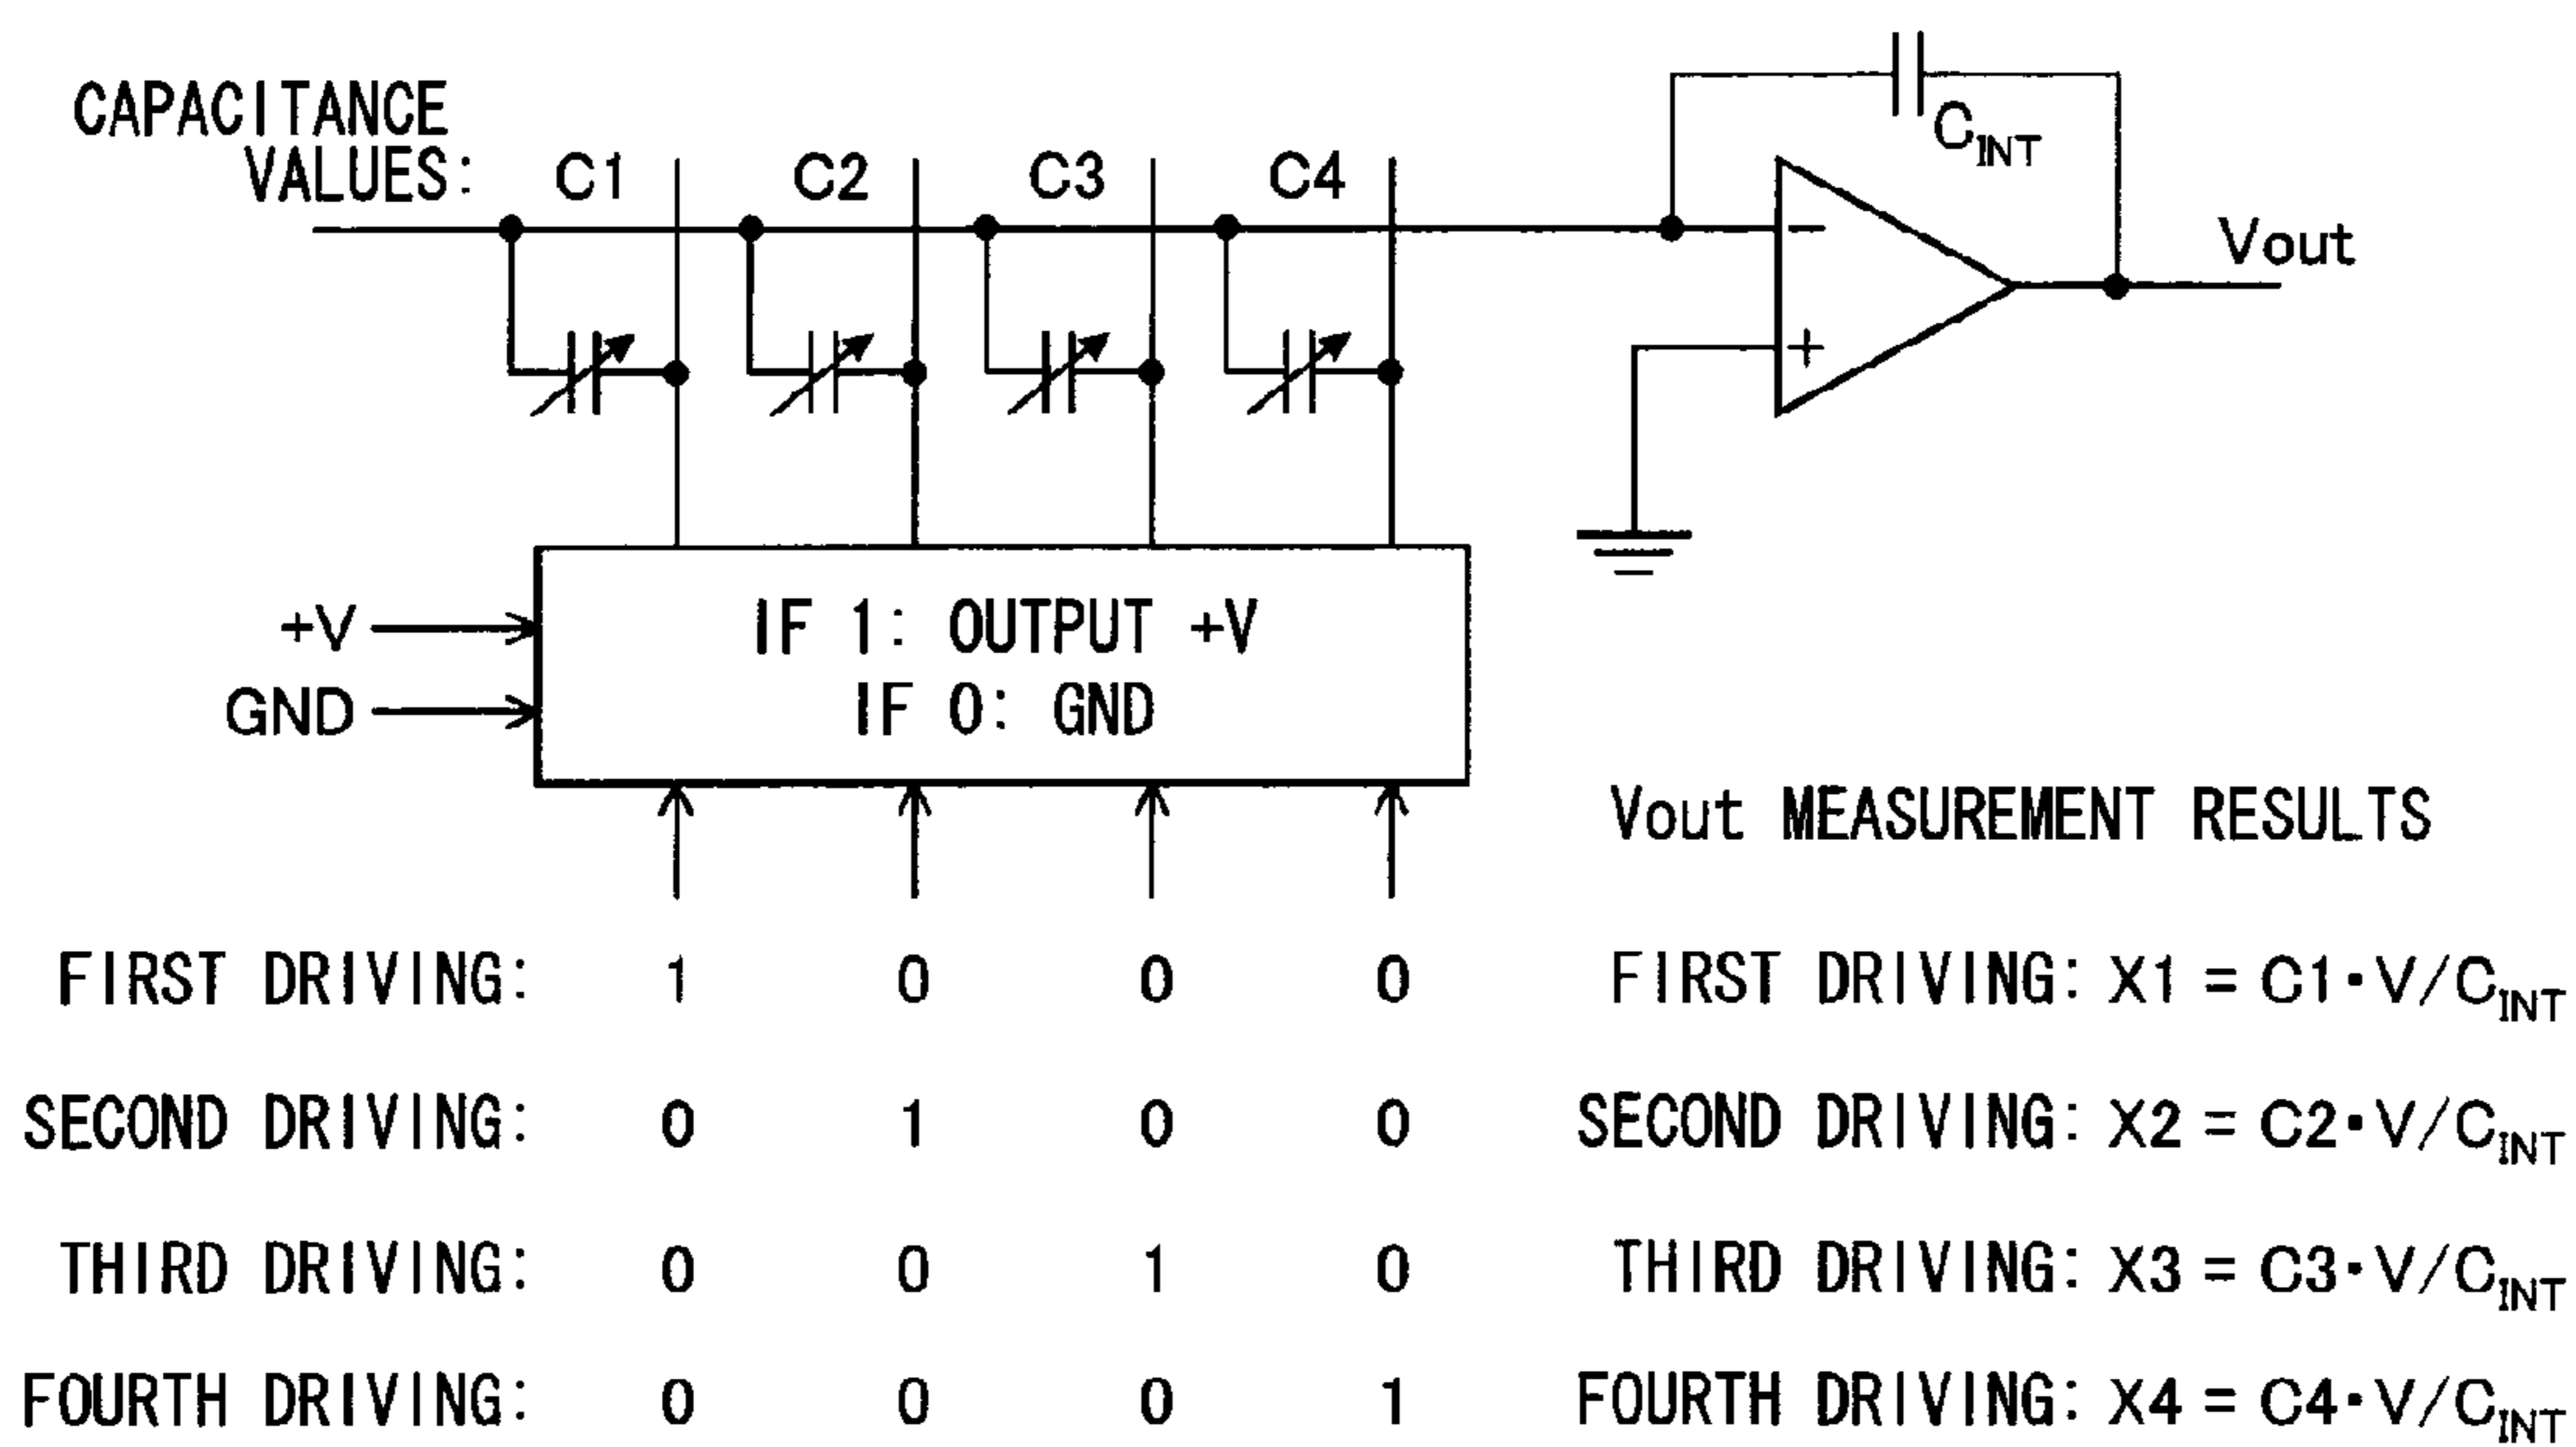 CAPACITANCE
VALUES: C1 C2 C3 C4
C_INT
−
+
Vout
+V
GND
IF 1: OUTPUT +V
IF 0: GND
Vout MEASUREMENT RESULTS
FIRST DRIVING: 1 0 0 0 FIRST DRIVING: X1 = C1·V/C_INT
SECOND DRIVING: 0 1 0 0 SECOND DRIVING: X2 = C2·V/C_INT
THIRD DRIVING: 0 0 1 0 THIRD DRIVING: X3 = C3·V/C_INT
FOURTH DRIVING: 0 0 0 1 FOURTH DRIVING: X4 = C4·V/C_INT